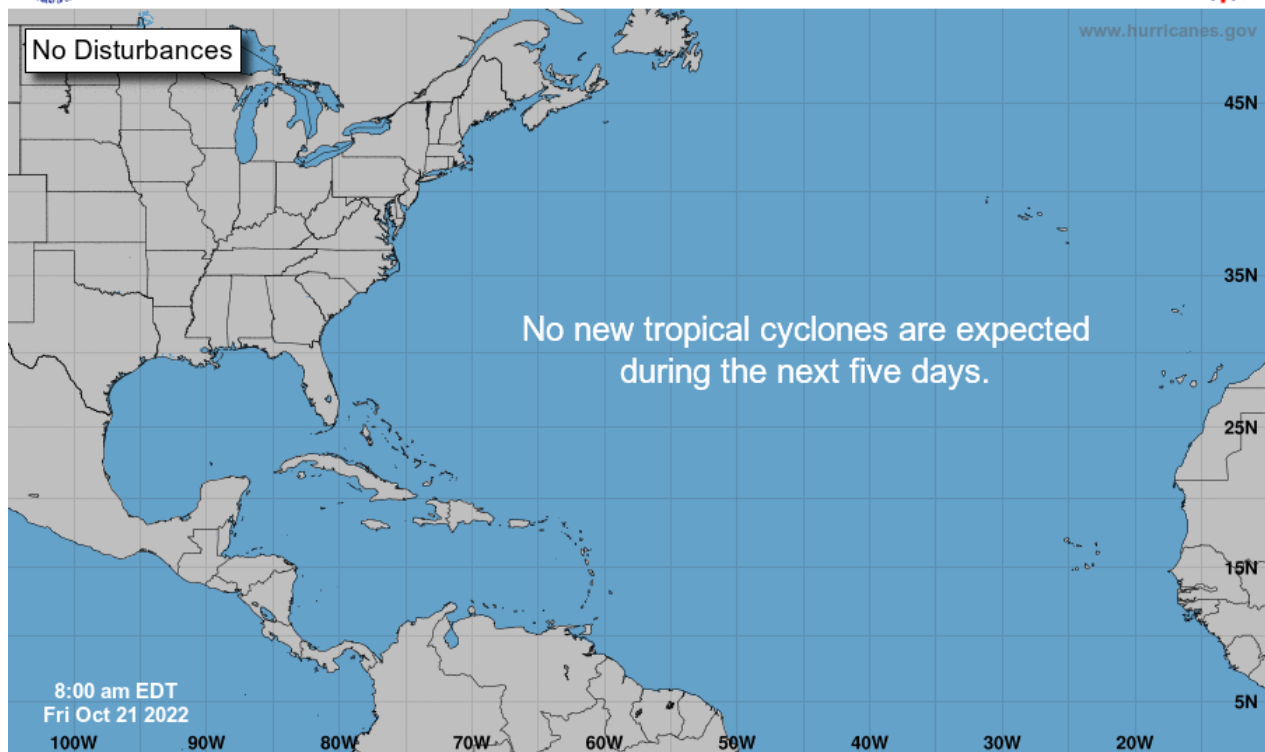 www.hurricanes.gov
No Disturbances
45N
35N
No new tropical cyclones are expected
during the next five days.
25N
15N
8:00 am EDT
Fri Oct 21 2022
5N
100W 90W 80W 70W 60W 50W 40W 30W 20W